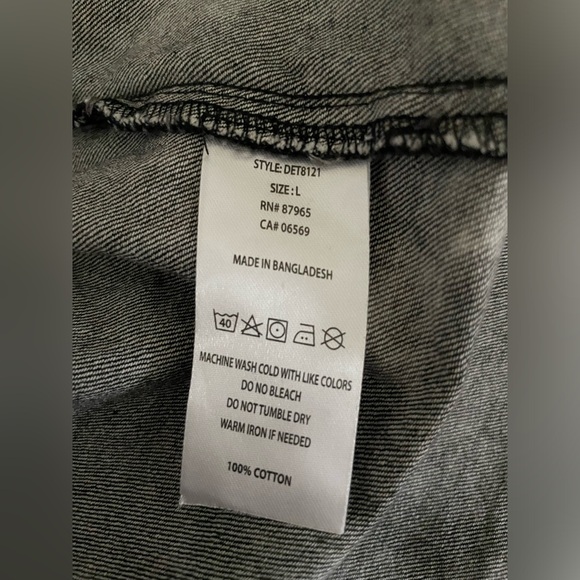 STYLE: DET8121
SIZE : L
RN# 87965
CA# 06569
MADE IN BANGLADESH
40
MACHINE WASH COLD WITH LIKE COLORS
DO NO BLEACH
DO NOT TUMBLE DRY
WARM IRON IF NEEDED
100% COTTON